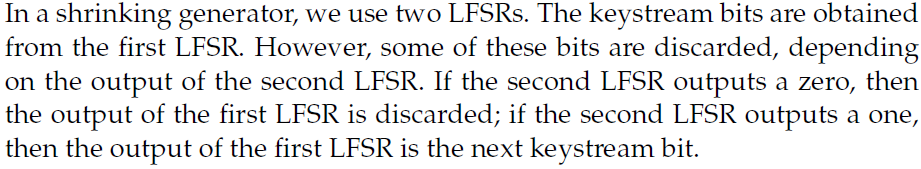 In a shrinking generator, we use two LFSRs. The keystream bits are obtained
from the first LFSR. However, some of these bits are discarded, depending
on the output of the second LFSR. If the second LFSR outputs a zero, then
the output of the first LFSR is discarded; if the second LFSR outputs a one,
then the output of the first LFSR is the next keystream bit.